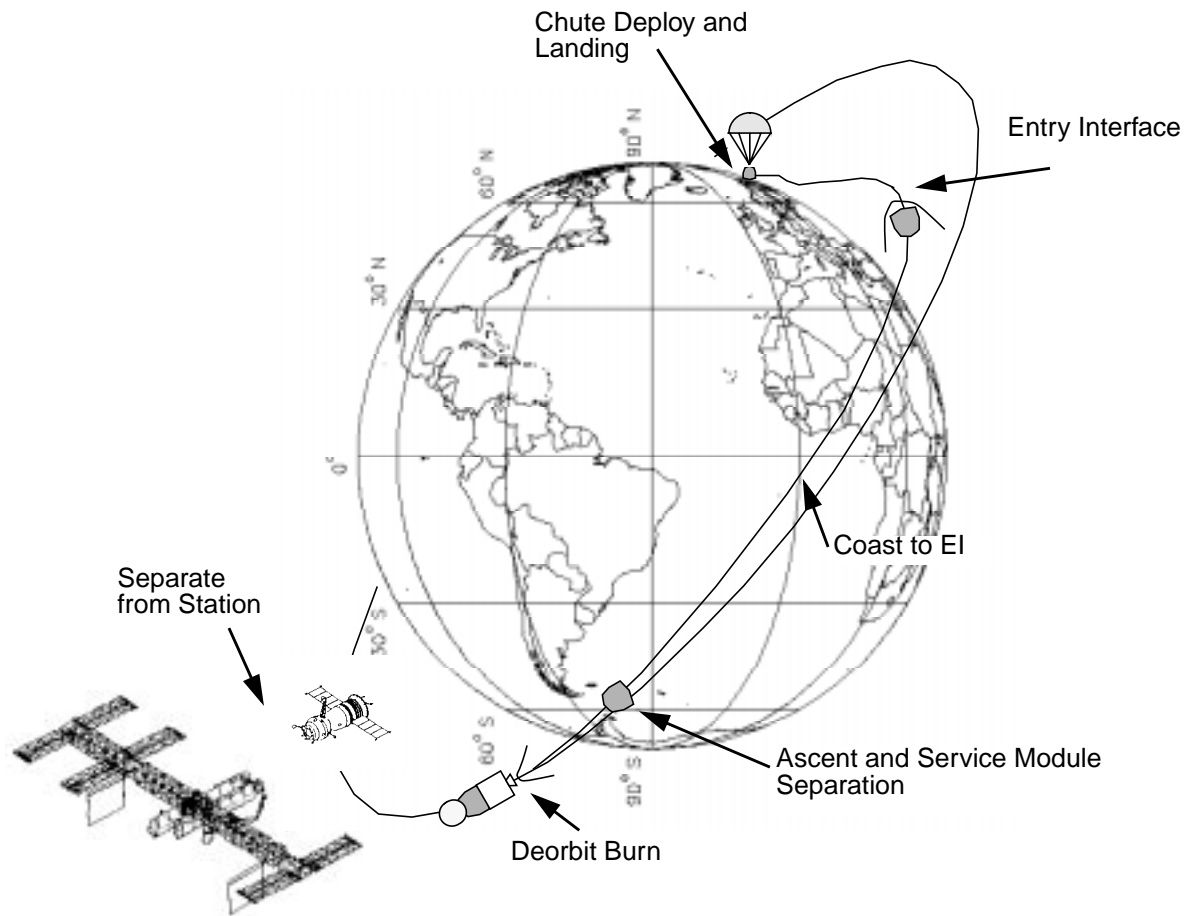 Chute Deploy and
Landing
Entry Interface
90° N
60° N
30° N
0°
Coast to EI
Separate
from Station
30° S
60° S
90° S
Ascent and Service Module
Separation
Deorbit Burn